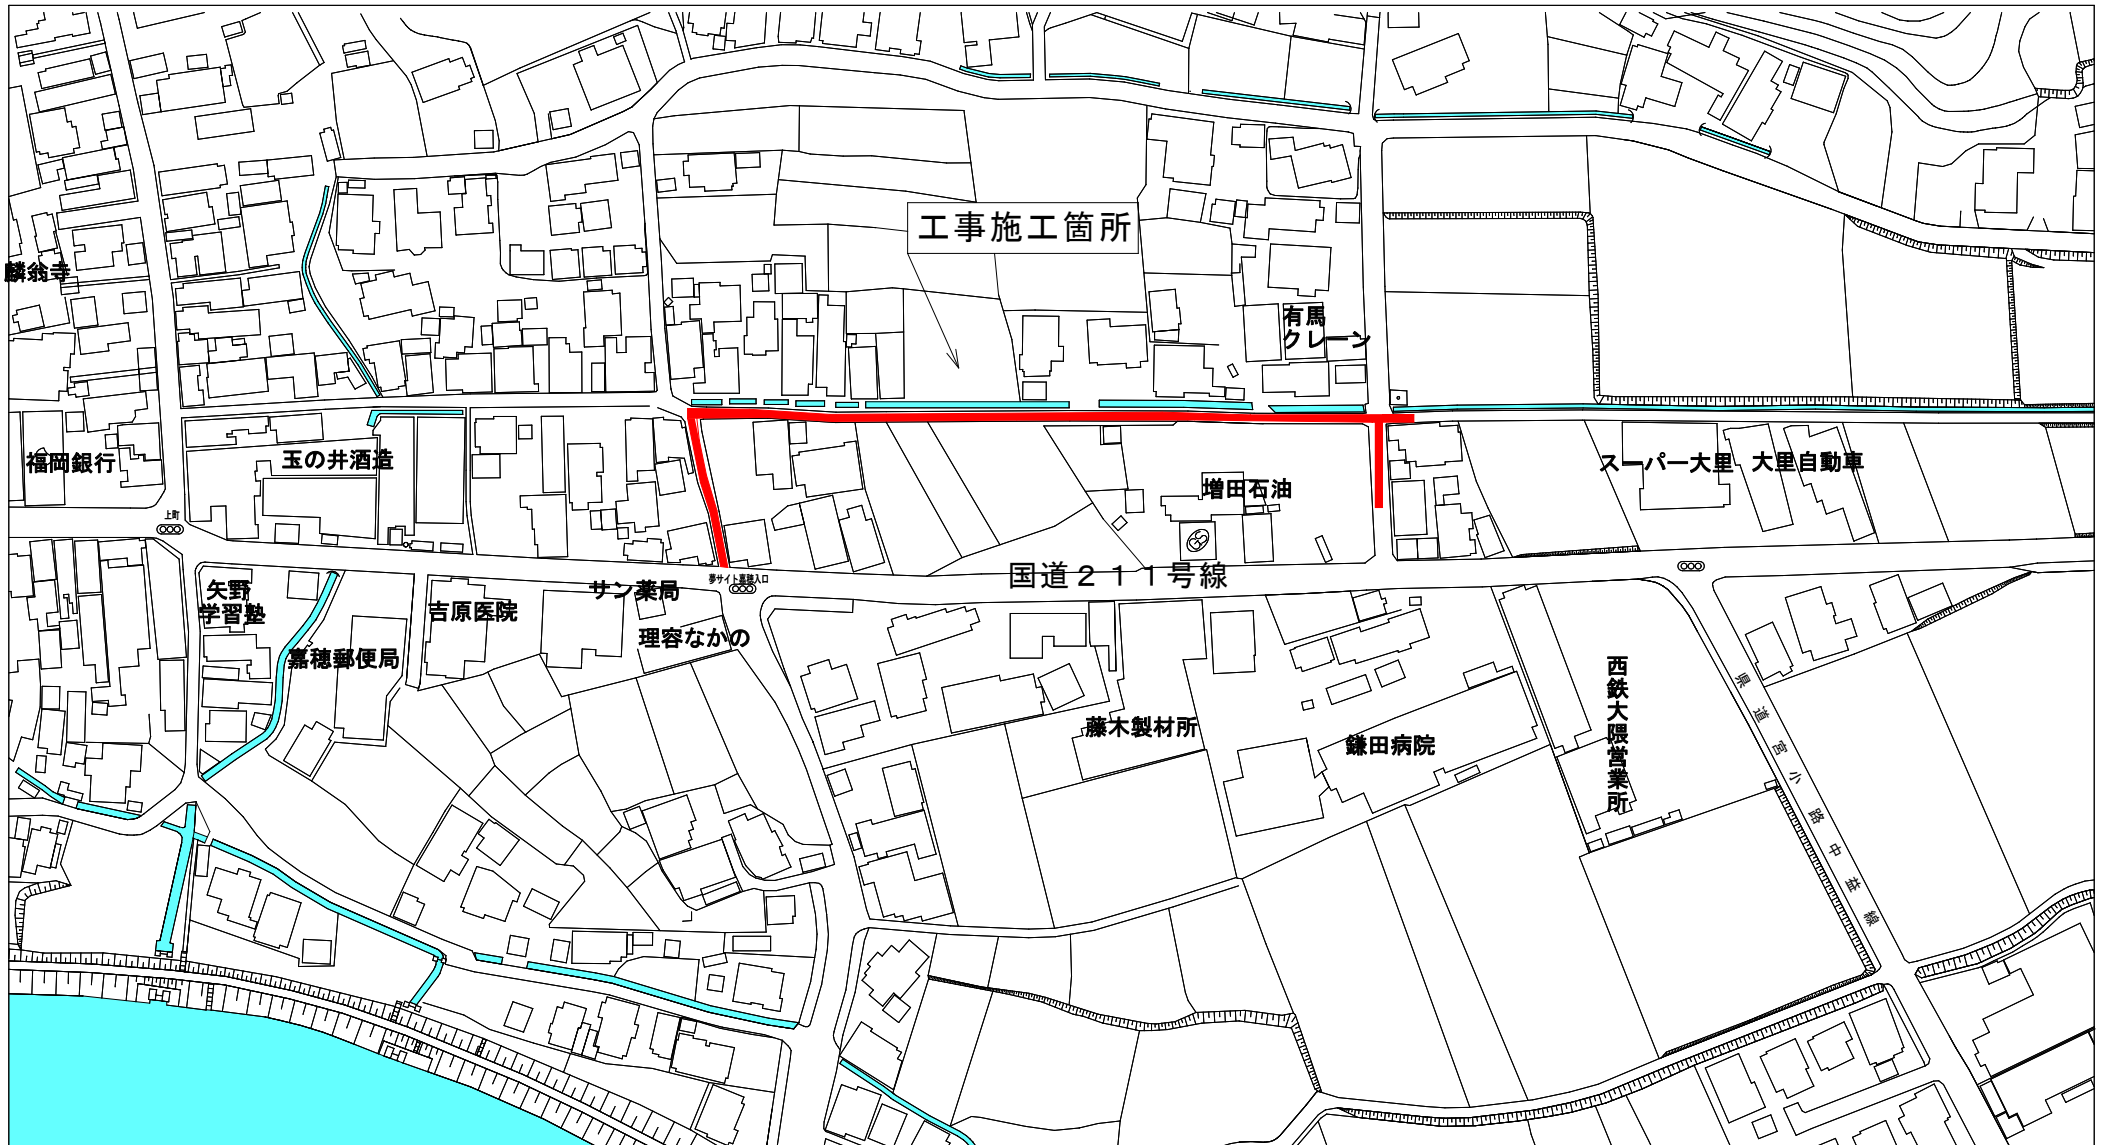 工事施工箇所
麟翁寺
有馬
クレーン
福岡銀行
玉の井酒造
増田石油
スーパー大里
大里自動車
上町
GS
夢サイト嘉穂入口
国道211号線
矢野
学習塾
サン薬局
吉原医院
理容なかの
嘉穂郵便局
藤木製材所
鎌田病院
西鉄大隈営業所
県道宮小路中益線